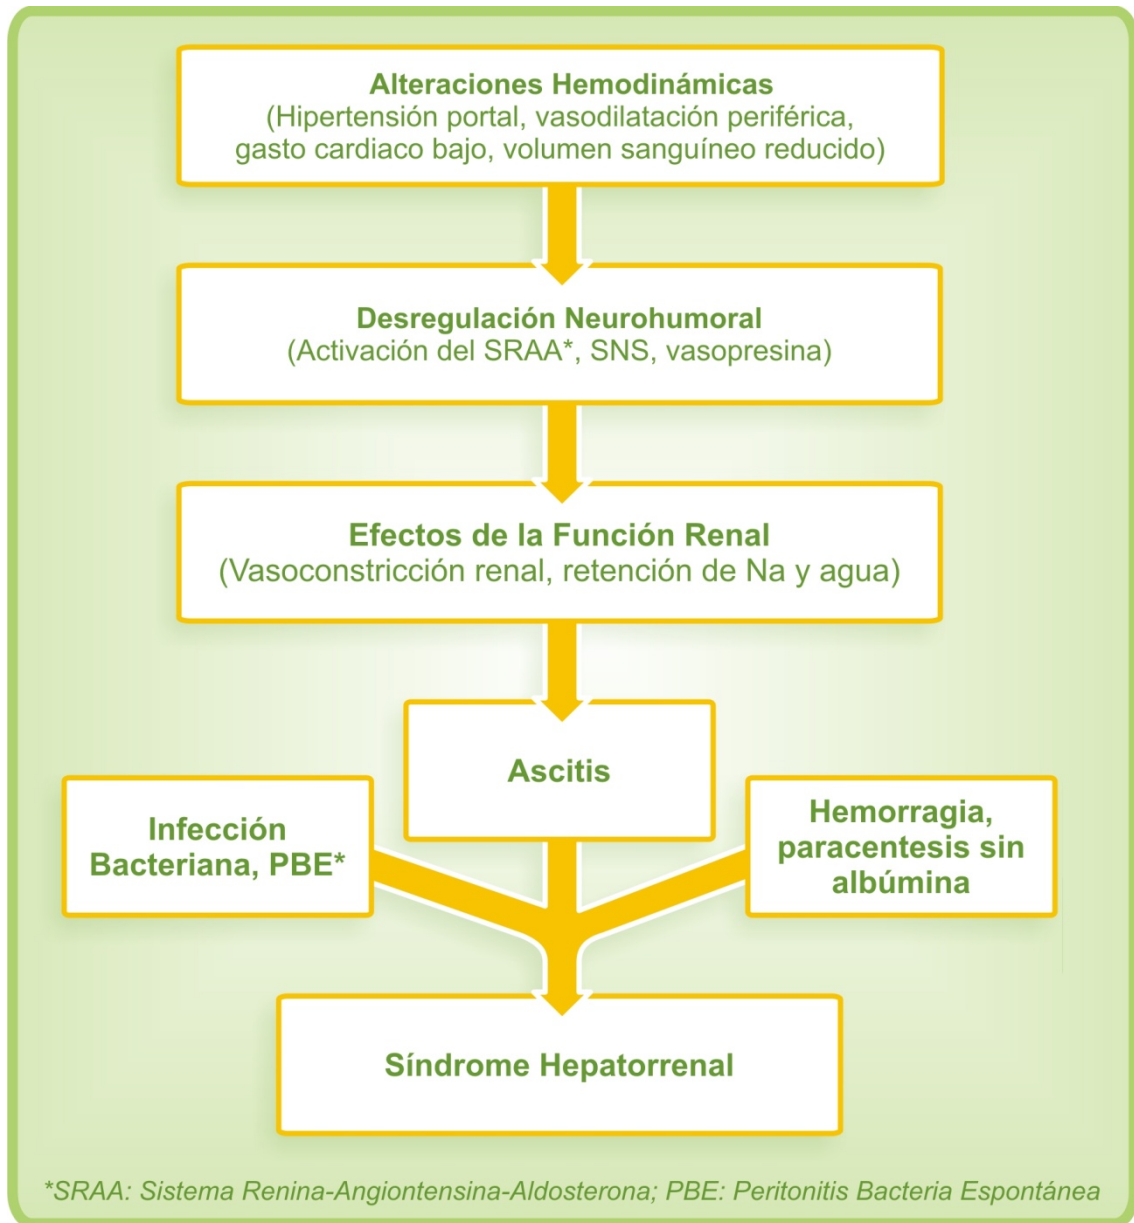 Alteraciones Hemodinámicas
(Hipertensión portal, vasodilatación periférica,
gasto cardiaco bajo, volumen sanguíneo reducido)
Desregulación Neurohumoral
(Activación del SRAA*, SNS, vasopresina)
Efectos de la Función Renal
(Vasoconstricción renal, retención de Na y agua)
Ascitis
Infección
Bacteriana, PBE*
Hemorragia,
paracentesis sin
albúmina
Síndrome Hepatorrenal
*SRAA: Sistema Renina-Angiontensina-Aldosterona; PBE: Peritonitis Bacteria Espontánea